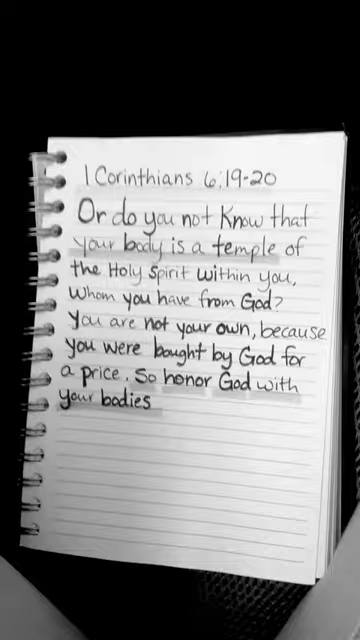 1 Corinthians 6:19-20
Or do you not know that
your body is a temple of
the Holy Spirit within you,
whom you have from God?
You are not your own, because
you were bought by God for
a price. So honor God with
your bodies